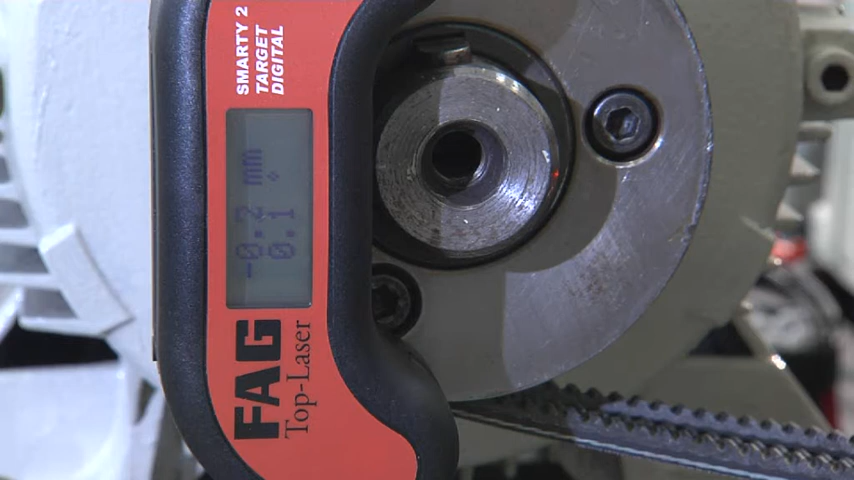 SMARTY 2
TARGET
DIGITAL
-0.2 mm
0.1 °
FAG
Top-Laser